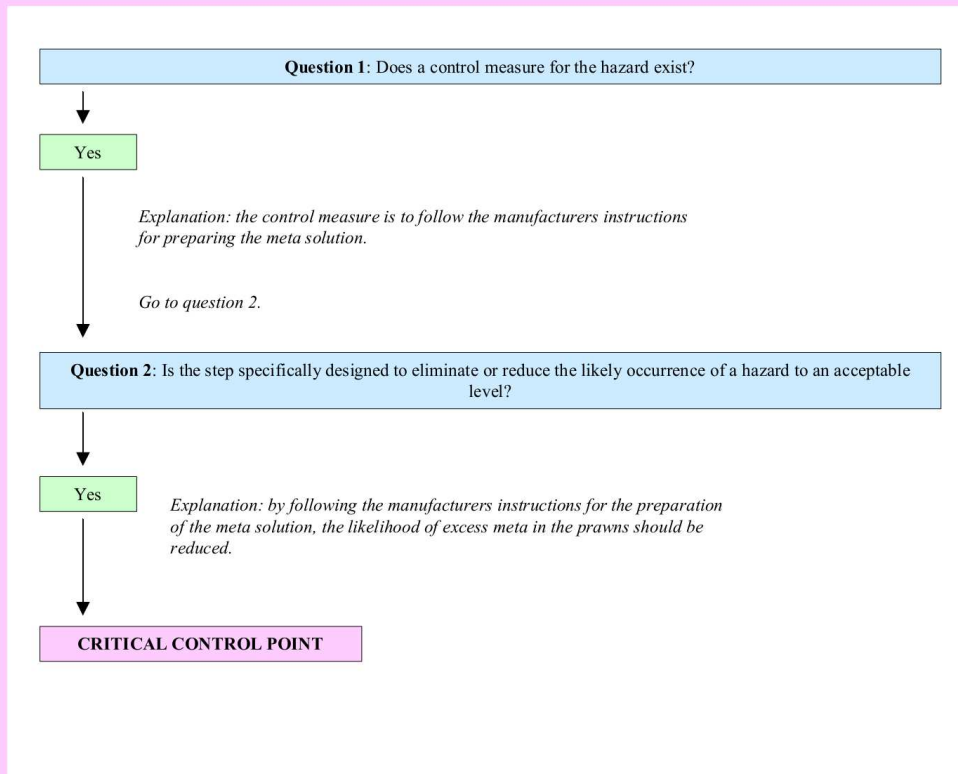 Question 1: Does a control measure for the hazard exist?
Yes
Explanation: the control measure is to follow the manufacturers instructions
for preparing the meta solution.
Go to question 2.
Question 2: Is the step specifically designed to eliminate or reduce the likely occurrence of a hazard to an acceptable
level?
Yes
Explanation: by following the manufacturers instructions for the preparation
of the meta solution, the likelihood of excess meta in the prawns should be
reduced.
CRITICAL CONTROL POINT